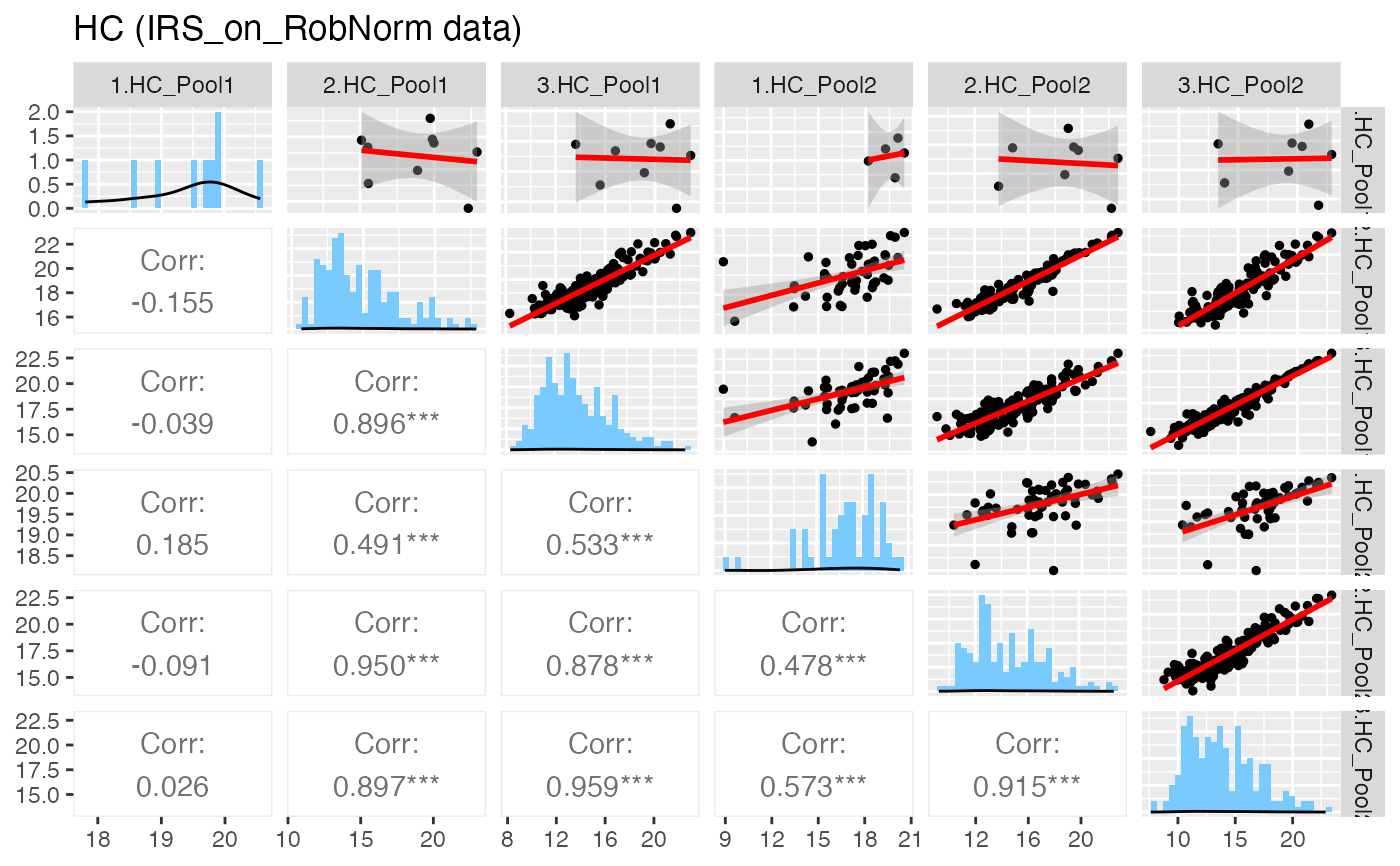 HC (IRS_on_RobNorm data)
1.HC_Pool1 2.HC_Pool1 3.HC_Pool1 1.HC_Pool2 2.HC_Pool2 3.HC_Pool2
2.0
1.5
1.0
0.5
0.0
.HC_Pool
22
20
18
16
Corr:
-0.155
.HC_Pool
22.5
20.0
17.5
15.0
Corr: Corr:
-0.039 0.896***
.HC_Pool
20.5
20.0
19.5
19.0
18.5
Corr: Corr: Corr:
0.185 0.491*** 0.533***
.HC_Pool
22.5
20.0
17.5
15.0
Corr: Corr: Corr: Corr:
-0.091 0.950*** 0.878*** 0.478***
.HC_Pool
22.5
20.0
17.5
15.0
Corr: Corr: Corr: Corr: Corr:
0.026 0.897*** 0.959*** 0.573*** 0.915***
.HC_Pool
18 19 20 10 15 20 8 12 16 20 9 12 15 18 21 12 16 20 10 15 20